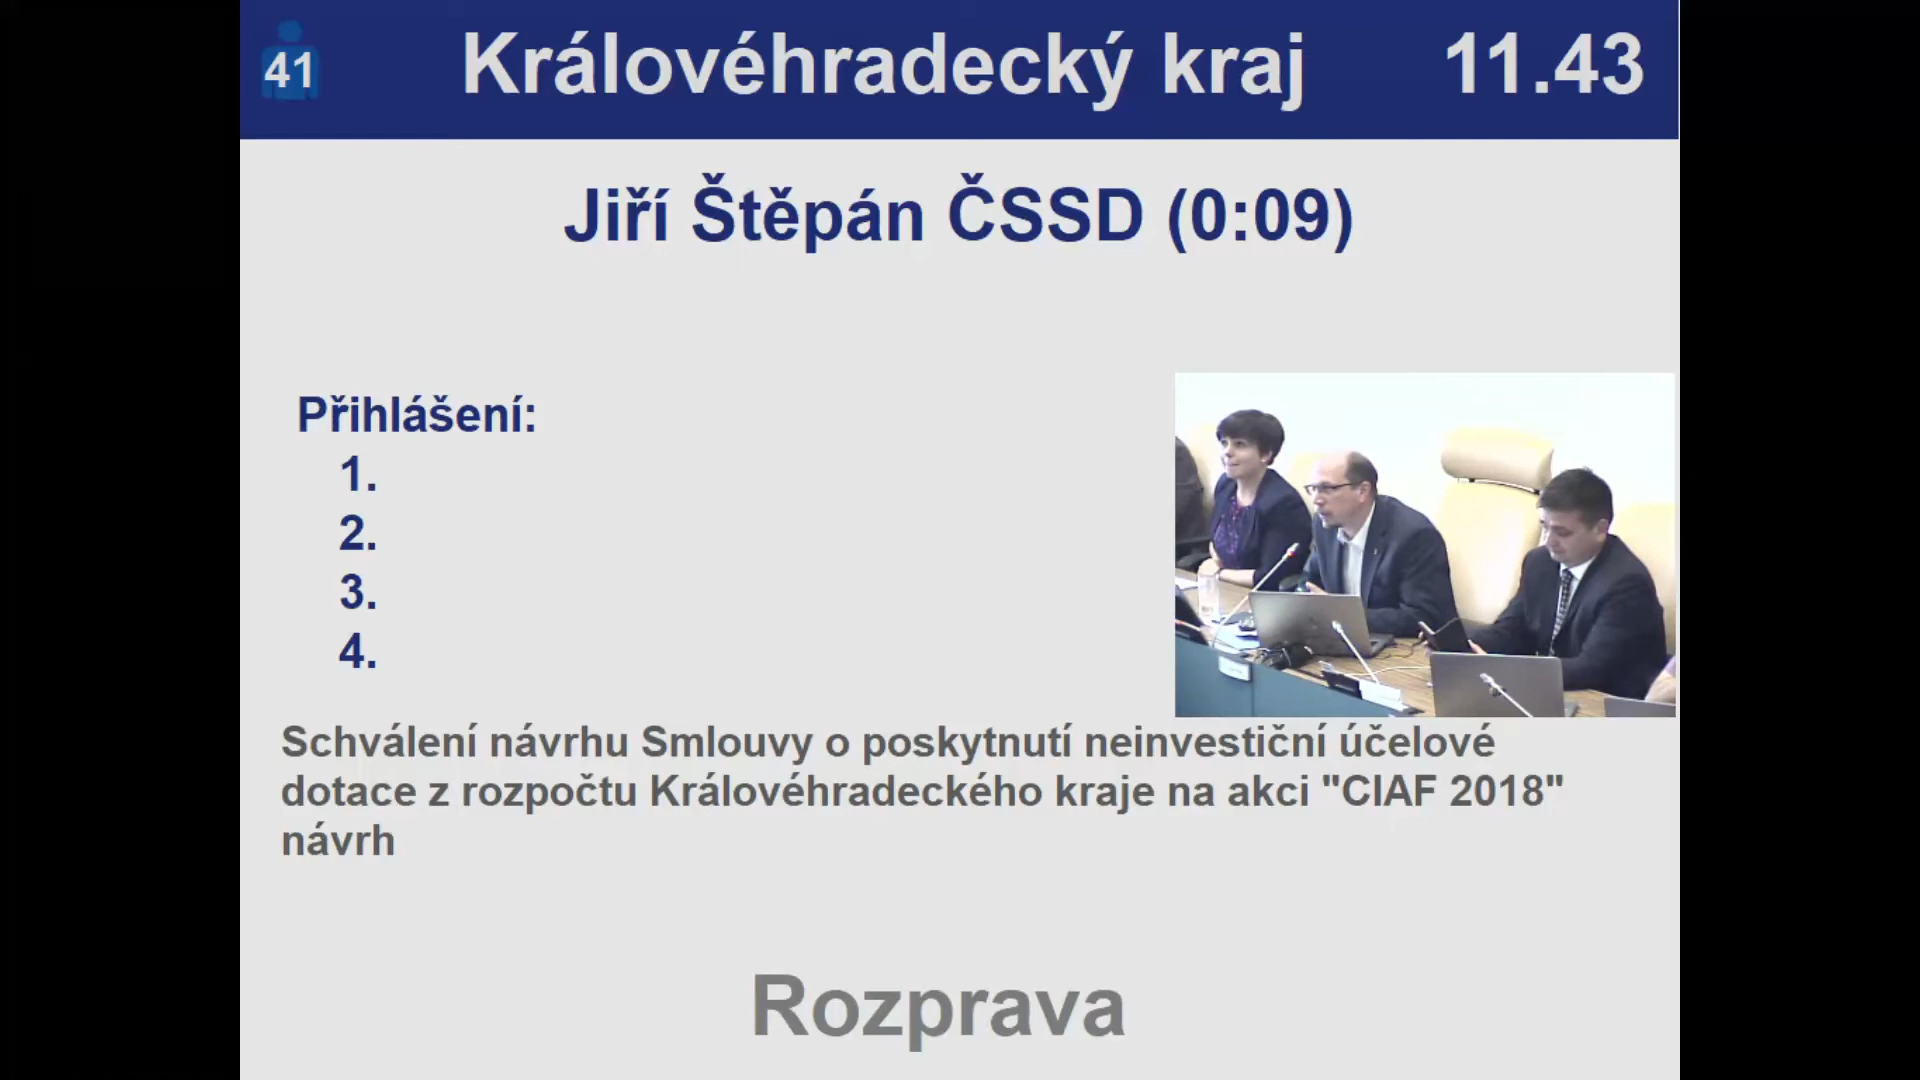 41 Královéhradecký kraj 11.43
Jiří Štěpán ČSSD (0:09)
Přihlášení:
1.
2.
3.
4.
Schválení návrhu Smlouvy o poskytnutí neinvestiční účelové
dotace z rozpočtu Královéhradeckého kraje na akci "CIAF 2018"
návrh
Rozprava